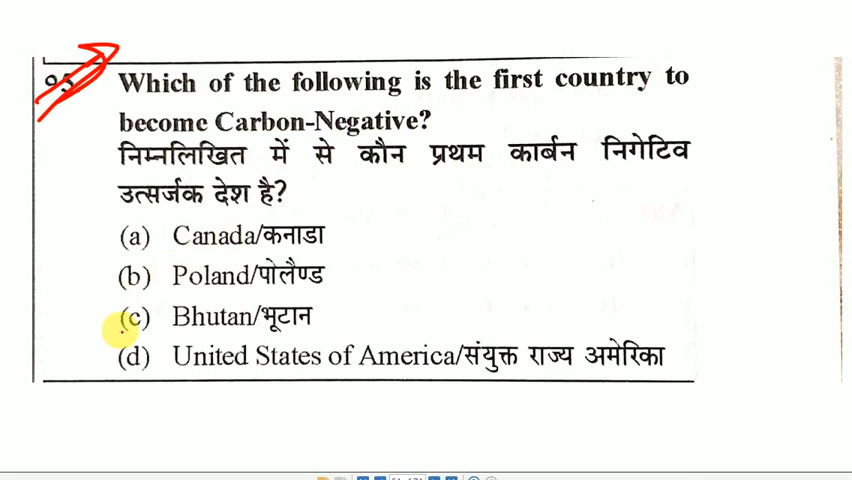 95 Which of the following is the first country to
become Carbon-Negative?
निम्नलिखित में से कौन प्रथम कार्बन निगेटिव
उत्सर्जक देश है?
(a) Canada/कनाडा
(b) Poland/पोलैण्ड
(c) Bhutan/भूटान
(d) United States of America/संयुक्त राज्य अमेरिका